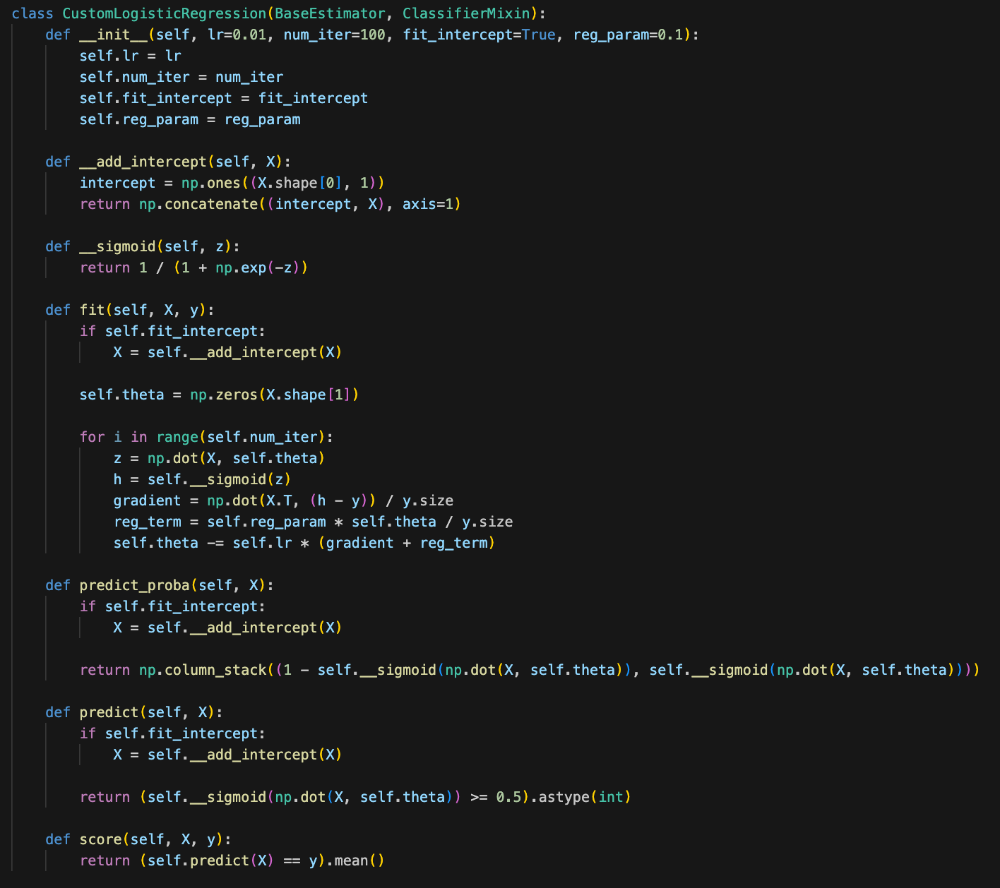 class CustomLogisticRegression(BaseEstimator, ClassifierMixin):
    def __init__(self, lr=0.01, num_iter=100, fit_intercept=True, reg_param=0.1):
        self.lr = lr
        self.num_iter = num_iter
        self.fit_intercept = fit_intercept
        self.reg_param = reg_param

    def __add_intercept(self, X):
        intercept = np.ones((X.shape[0], 1))
        return np.concatenate((intercept, X), axis=1)

    def __sigmoid(self, z):
        return 1 / (1 + np.exp(-z))

    def fit(self, X, y):
        if self.fit_intercept:
            X = self.__add_intercept(X)

        self.theta = np.zeros(X.shape[1])

        for i in range(self.num_iter):
            z = np.dot(X, self.theta)
            h = self.__sigmoid(z)
            gradient = np.dot(X.T, (h - y)) / y.size
            reg_term = self.reg_param * self.theta / y.size
            self.theta -= self.lr * (gradient + reg_term)

    def predict_proba(self, X):
        if self.fit_intercept:
            X = self.__add_intercept(X)

        return np.column_stack((1 - self.__sigmoid(np.dot(X, self.theta)), self.__sigmoid(np.dot(X, self.theta))))

    def predict(self, X):
        if self.fit_intercept:
            X = self.__add_intercept(X)

        return (self.__sigmoid(np.dot(X, self.theta)) >= 0.5).astype(int)

    def score(self, X, y):
        return (self.predict(X) == y).mean()